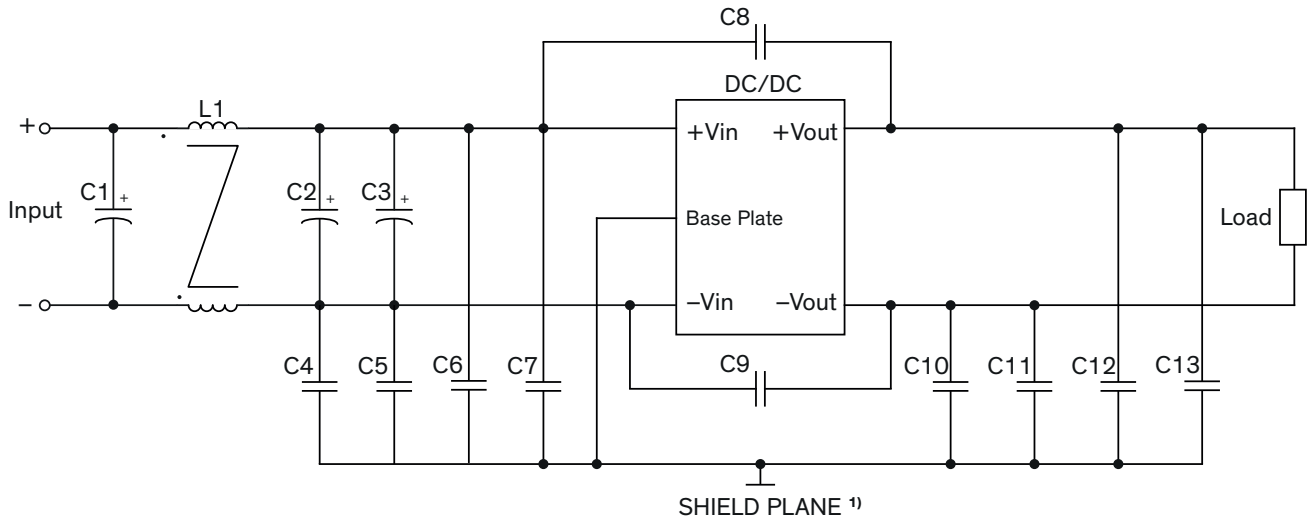 C8
DC/DC
L1
+
+Vin
+Vout
C1
+
C2
+
C3
+
Input
Base Plate
Load
–
–Vin
–Vout
C4
C5
C6
C7
C9
C10
C11
C12
C13
SHIELD PLANE ¹⁾